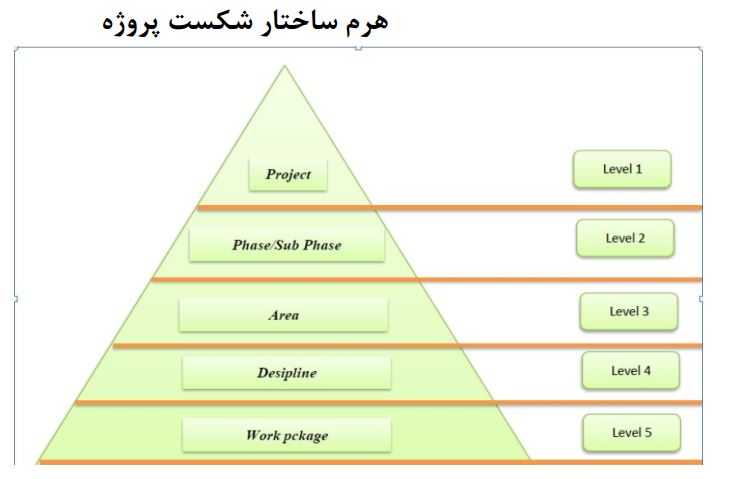 هرم ساختار شکست پروژه
Project
Level 1
Phase/Sub Phase
Level 2
Area
Level 3
Desipline
Level 4
Work pckage
Level 5